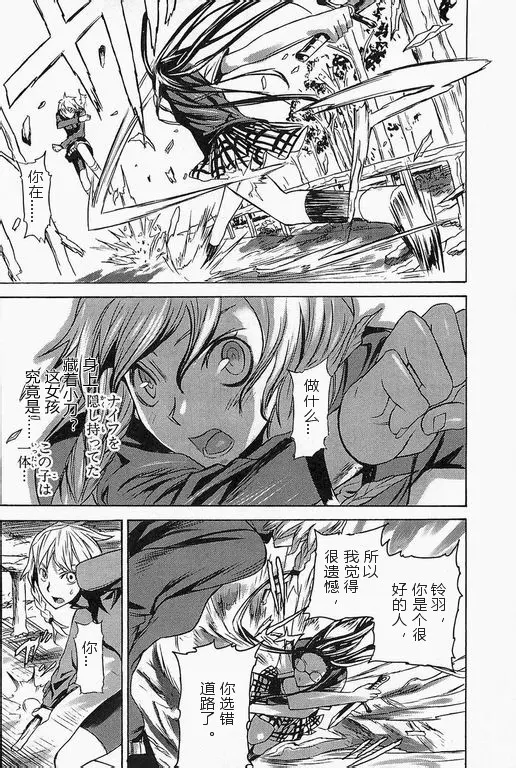 你在……
做什么…
ナイフを
隠し持ってた
この子は
一体…
身上
藏着小刀？
这女孩
究竟是……
铃羽，
你是个很
好的人，
所以
我觉得
很遗憾，
你选错
道路了。
你…